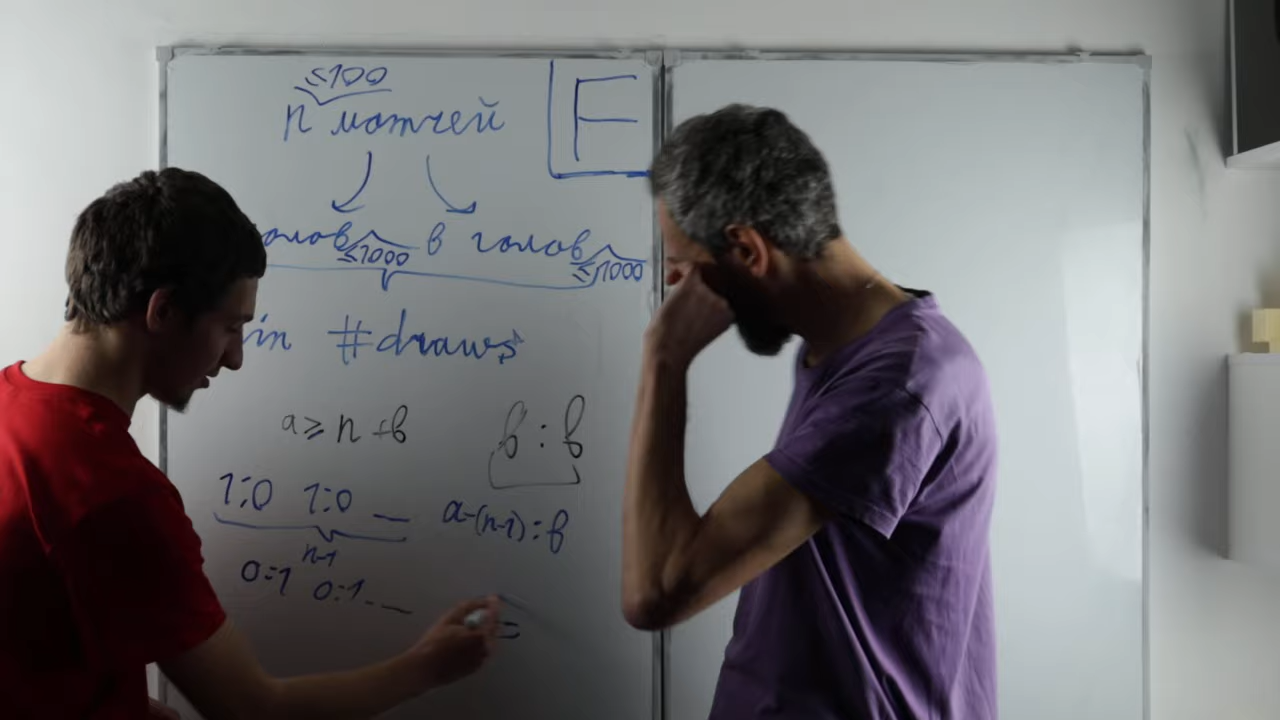 ≤100
n матчей
F
голов ≤1000 в голов ≤1000
in #draws
a ≥ n + b
b : b
1:0 1:0 _
a-(n-1):b
n-1
0:1 0:1 . . _
=